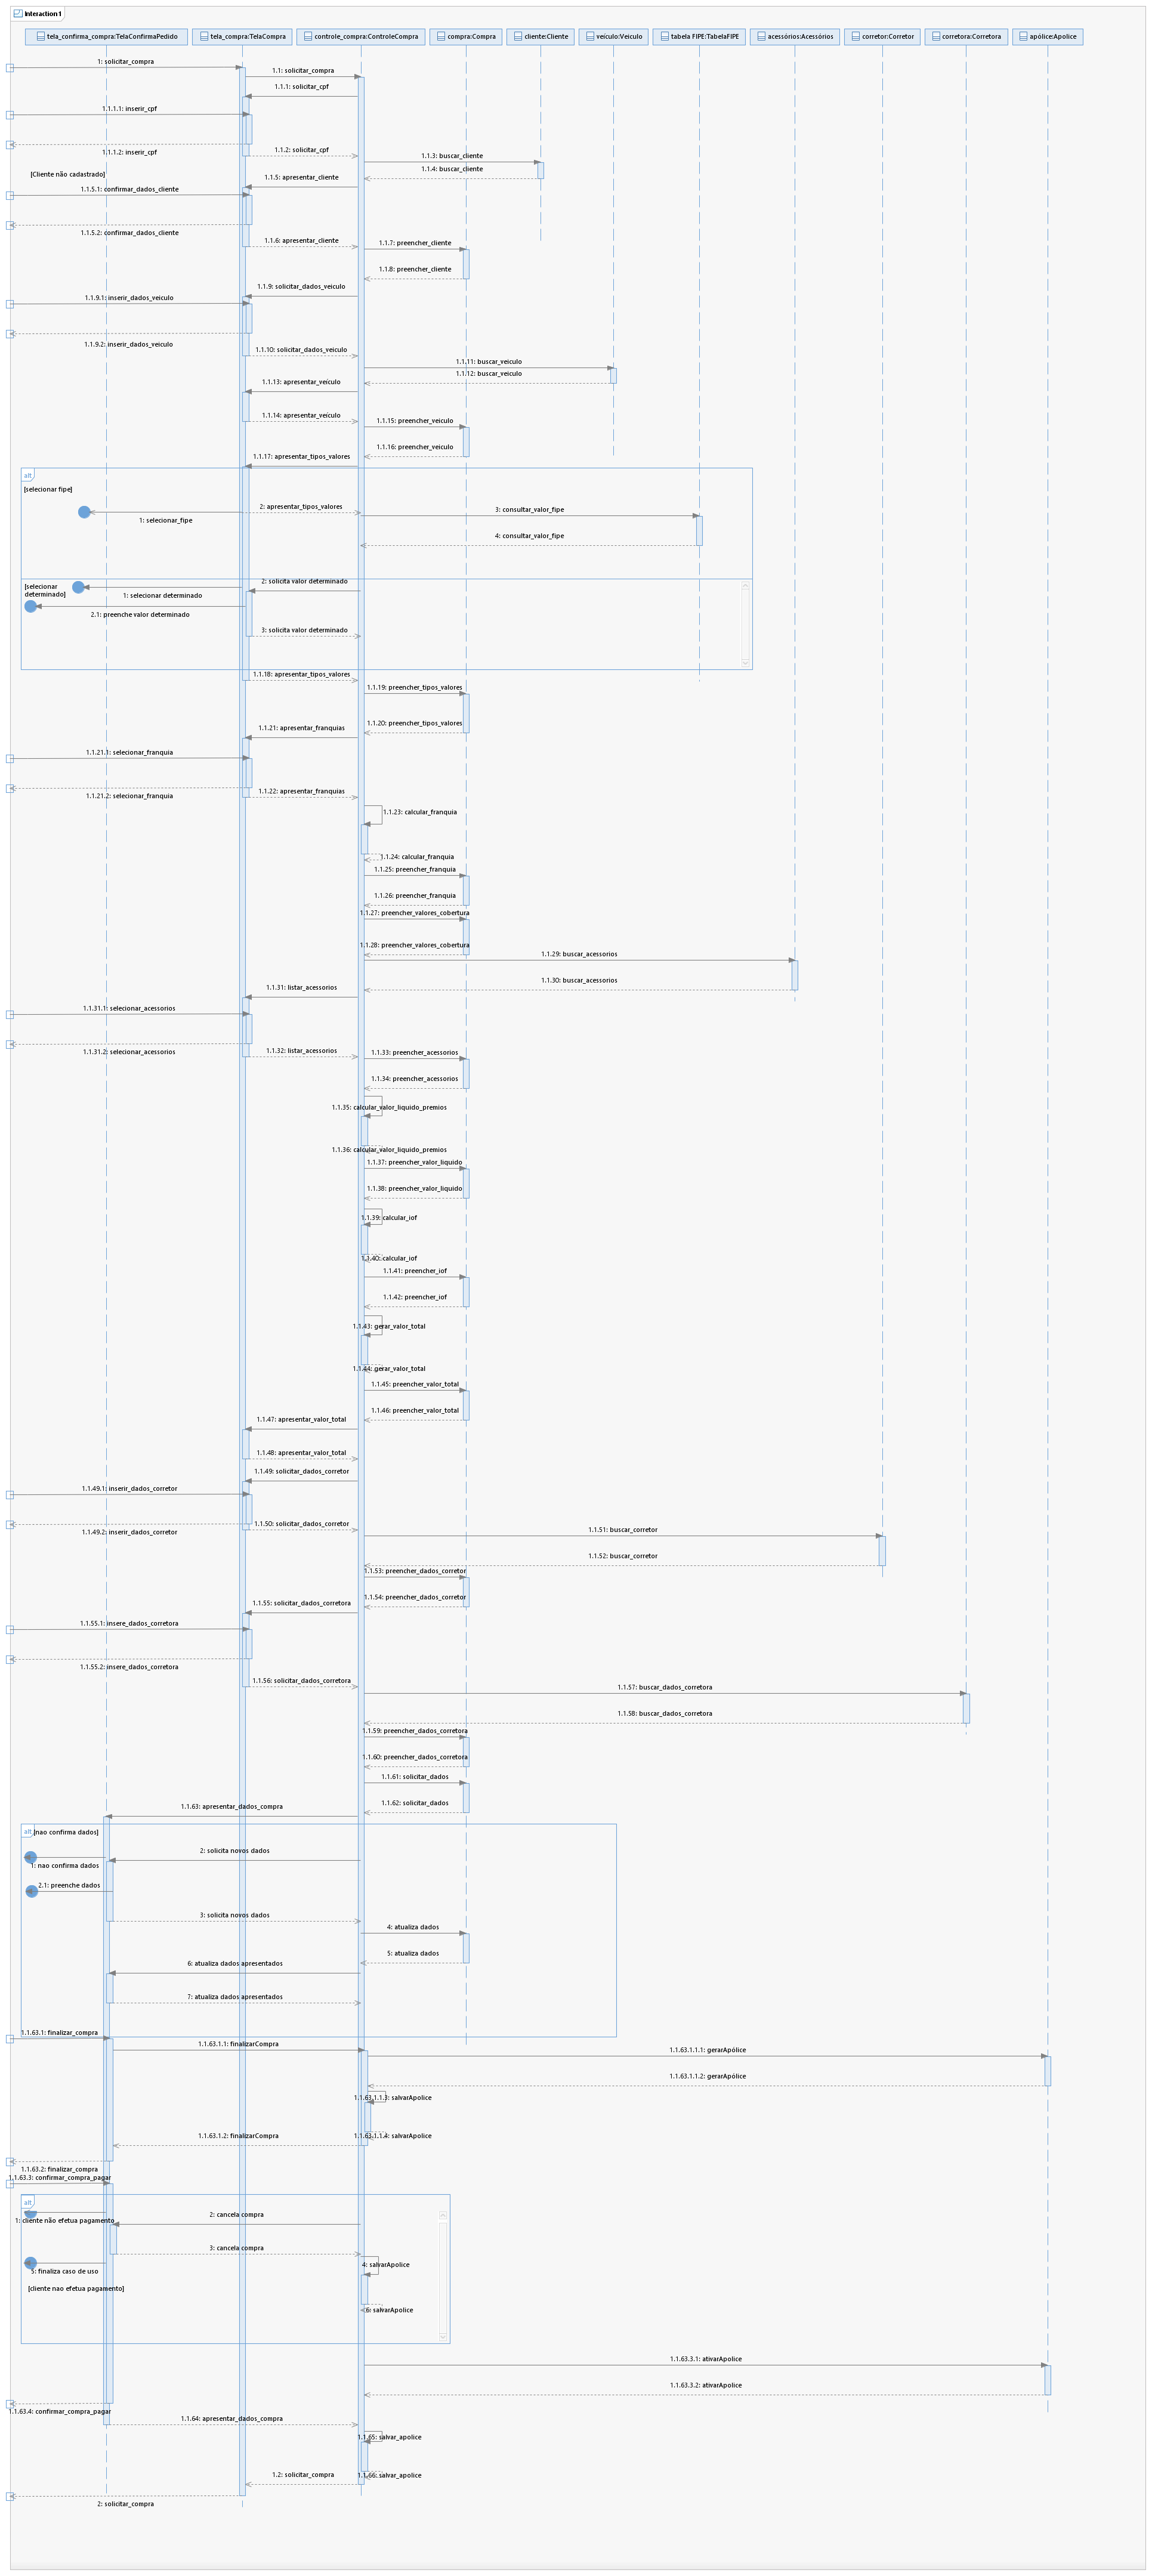 Interaction1
tela_confirma_compra:TelaConfirmaPedido
tela_compra:TelaCompra
controle_compra:ControleCompra
compra:Compra
cliente:Cliente
veículo:Veiculo
tabela FIPE:TabelaFIPE
acessórios:Acessórios
corretor:Corretor
corretora:Corretora
apólice:Apolice
1: solicitar_compra
1.1: solicitar_compra
1.1.1: solicitar_cpf
1.1.1.1: inserir_cpf
1.1.1.2: inserir_cpf
1.1.2: solicitar_cpf
1.1.3: buscar_cliente
1.1.4: buscar_cliente
[Cliente não cadastrado]
1.1.5: apresentar_cliente
1.1.5.1: confirmar_dados_cliente
1.1.5.2: confirmar_dados_cliente
1.1.6: apresentar_cliente
1.1.7: preencher_cliente
1.1.8: preencher_cliente
1.1.9: solicitar_dados_veiculo
1.1.9.1: inserir_dados_veiculo
1.1.9.2: inserir_dados_veiculo
1.1.10: solicitar_dados_veiculo
1.1.11: buscar_veiculo
1.1.12: buscar_veiculo
1.1.13: apresentar_veículo
1.1.14: apresentar_veículo
1.1.15: preencher_veiculo
1.1.16: preencher_veiculo
1.1.17: apresentar_tipos_valores
alt
[selecionar fipe]
2: apresentar_tipos_valores
1: selecionar_fipe
3: consultar_valor_fipe
4: consultar_valor_fipe
[selecionar
determinado]
2: solicita valor determinado
1: selecionar determinado
2.1: preenche valor determinado
3: solicita valor determinado
1.1.18: apresentar_tipos_valores
1.1.19: preencher_tipos_valores
1.1.20: preencher_tipos_valores
1.1.21: apresentar_franquias
1.1.21.1: selecionar_franquia
1.1.21.2: selecionar_franquia
1.1.22: apresentar_franquias
1.1.23: calcular_franquia
1.1.24: calcular_franquia
1.1.25: preencher_franquia
1.1.26: preencher_franquia
1.1.27: preencher_valores_cobertura
1.1.28: preencher_valores_cobertura
1.1.29: buscar_acessorios
1.1.30: buscar_acessorios
1.1.31: listar_acessorios
1.1.31.1: selecionar_acessorios
1.1.31.2: selecionar_acessorios
1.1.32: listar_acessorios
1.1.33: preencher_acessorios
1.1.34: preencher_acessorios
1.1.35: calcular_valor_liquido_premios
1.1.36: calcular_valor_liquido_premios
1.1.37: preencher_valor_liquido
1.1.38: preencher_valor_liquido
1.1.39: calcular_iof
1.1.40: calcular_iof
1.1.41: preencher_iof
1.1.42: preencher_iof
1.1.43: gerar_valor_total
1.1.44: gerar_valor_total
1.1.45: preencher_valor_total
1.1.46: preencher_valor_total
1.1.47: apresentar_valor_total
1.1.48: apresentar_valor_total
1.1.49: solicitar_dados_corretor
1.1.49.1: inserir_dados_corretor
1.1.49.2: inserir_dados_corretor
1.1.50: solicitar_dados_corretor
1.1.51: buscar_corretor
1.1.52: buscar_corretor
1.1.53: preencher_dados_corretor
1.1.54: preencher_dados_corretor
1.1.55: solicitar_dados_corretora
1.1.55.1: insere_dados_corretora
1.1.55.2: insere_dados_corretora
1.1.56: solicitar_dados_corretora
1.1.57: buscar_dados_corretora
1.1.58: buscar_dados_corretora
1.1.59: preencher_dados_corretora
1.1.60: preencher_dados_corretora
1.1.61: solicitar_dados
1.1.62: solicitar_dados
1.1.63: apresentar_dados_compra
alt
[nao confirma dados]
2: solicita novos dados
1: nao confirma dados
2.1: preenche dados
3: solicita novos dados
4: atualiza dados
5: atualiza dados
6: atualiza dados apresentados
7: atualiza dados apresentados
1.1.63.1: finalizar_compra
1.1.63.1.1: finalizarCompra
1.1.63.1.1.1: gerarApólice
1.1.63.1.1.2: gerarApólice
1.1.63.1.1.3: salvarApolice
1.1.63.1.1.4: salvarApolice
1.1.63.1.2: finalizarCompra
1.1.63.2: finalizar_compra
1.1.63.3: confirmar_compra_pagar
alt
2: cancela compra
1: cliente não efetua pagamento
3: cancela compra
4: salvarApolice
5: finaliza caso de uso
[cliente nao efetua pagamento]
6: salvarApolice
1.1.63.3.1: ativarApolice
1.1.63.3.2: ativarApolice
1.1.63.4: confirmar_compra_pagar
1.1.64: apresentar_dados_compra
1.1.65: salvar_apolice
1.1.66: salvar_apolice
1.2: solicitar_compra
2: solicitar_compra